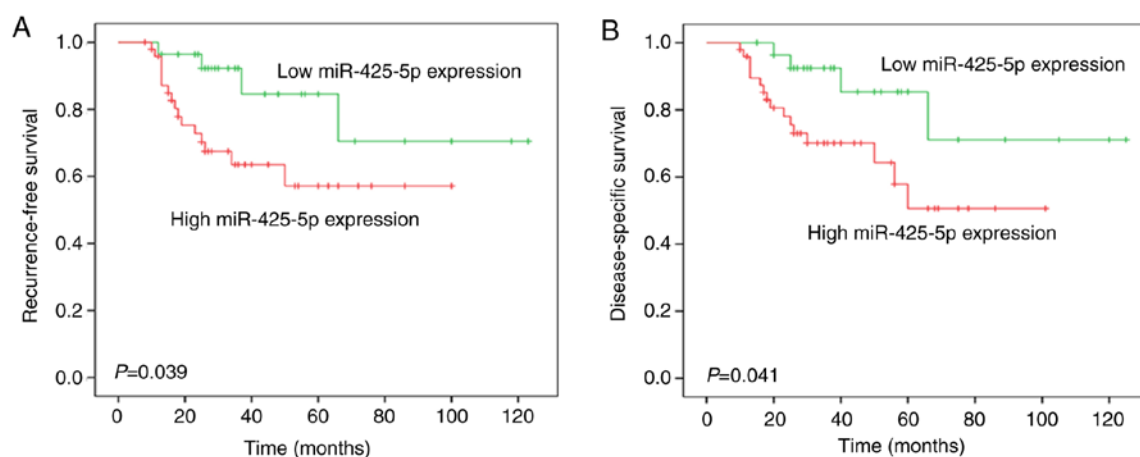 A
Recurrence-free survival
1.0
0.8
0.6
0.4
0.2
0.0
Low miR-425-5p expression
High miR-425-5p expression
P=0.039
0 20 40 60 80 100 120
Time (months)
B
Disease-specific survival
1.0
0.8
0.6
0.4
0.2
0.0
Low miR-425-5p expression
High miR-425-5p expression
P=0.041
0 20 40 60 80 100 120
Time (months)